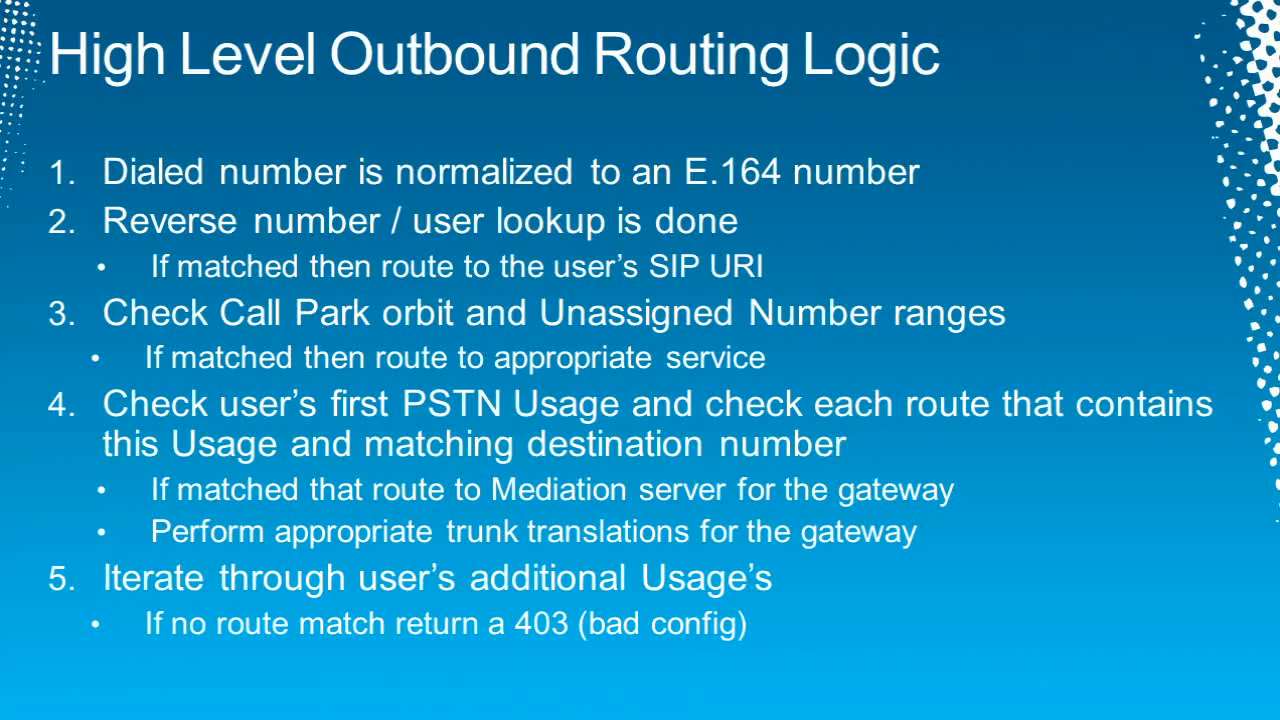 High Level Outbound Routing Logic
1. Dialed number is normalized to an E.164 number
2. Reverse number / user lookup is done
• If matched then route to the user's SIP URI
3. Check Call Park orbit and Unassigned Number ranges
• If matched then route to appropriate service
4. Check user's first PSTN Usage and check each route that contains
this Usage and matching destination number
• If matched that route to Mediation server for the gateway
• Perform appropriate trunk translations for the gateway
5. Iterate through user's additional Usage's
• If no route match return a 403 (bad config)